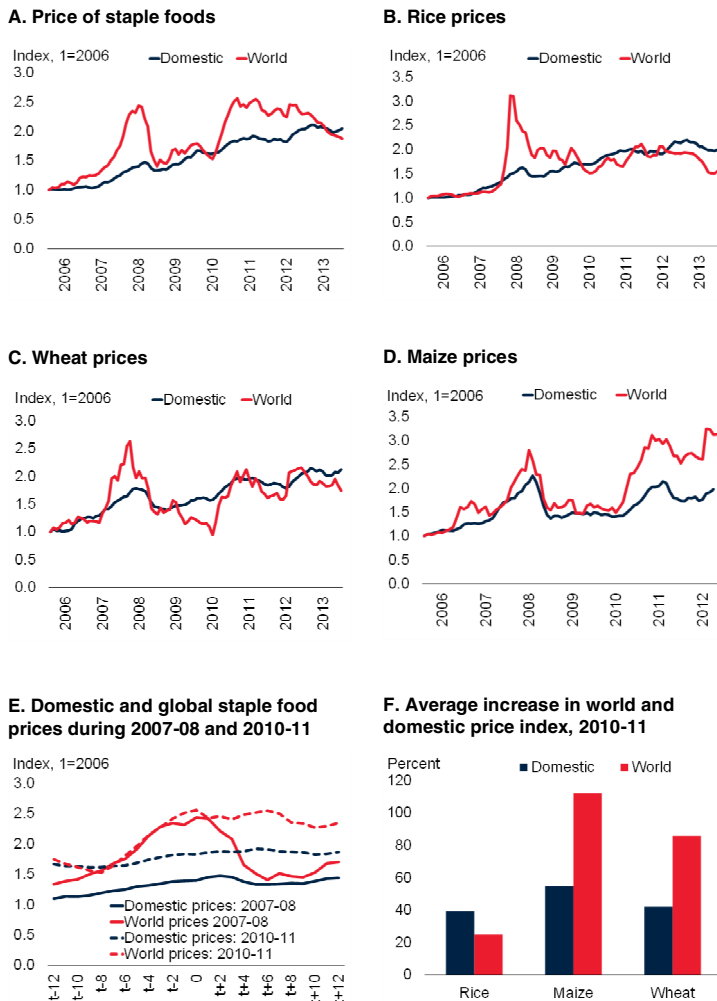 A. Price of staple foods
Index, 1=2006
Domestic World
3.0
2.5
2.0
1.5
1.0
0.5
0.0
2006 2007 2008 2009 2010 2011 2012 2013
B. Rice prices
Index, 1=2006
Domestic World
3.5
3.0
2.5
2.0
1.5
1.0
0.5
0.0
2006 2007 2008 2009 2010 2011 2012 2013
C. Wheat prices
Index, 1=2006
Domestic World
3.0
2.5
2.0
1.5
1.0
0.5
0.0
2006 2007 2008 2009 2010 2011 2012 2013
D. Maize prices
Index, 1=2006
Domestic World
3.5
3.0
2.5
2.0
1.5
1.0
0.5
0.0
2006 2007 2008 2009 2010 2011 2012
E. Domestic and global staple food
prices during 2007-08 and 2010-11
Index, 1=2006
3.0
2.5
2.0
1.5
1.0
0.5
0.0
Domestic prices: 2007-08
World prices 2007-08
Domestic prices: 2010-11
World prices: 2010-11
t-12 t-10 t-8 t-6 t-4 t-2 0 t+2 t+4 t+6 t+8 t+10 t+12
F. Average increase in world and
domestic price index, 2010-11
Percent
Domestic World
120
100
80
60
40
20
0
Rice Maize Wheat